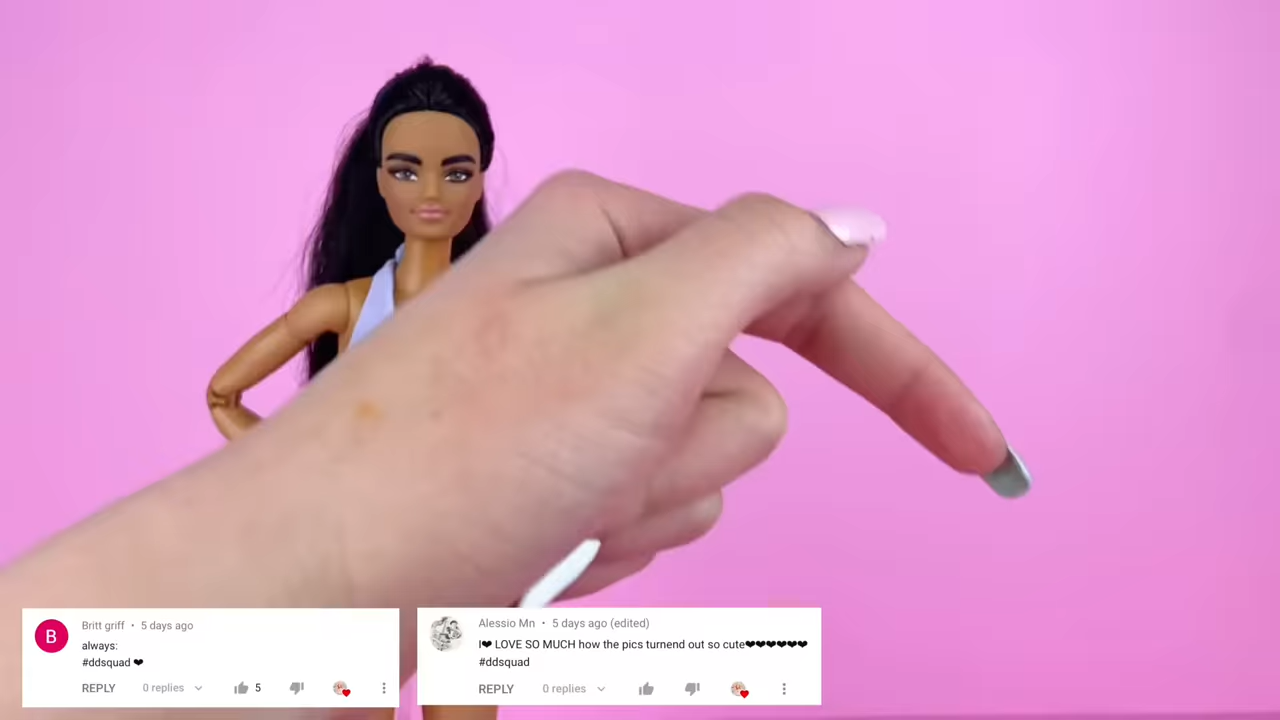 B
Britt griff • 5 days ago
always:
#ddsquad ❤
REPLY 0 replies 5
Alessio Mn • 5 days ago (edited)
I❤ LOVE SO MUCH how the pics turnend out so cute❤❤❤❤❤❤
#ddsquad
REPLY 0 replies